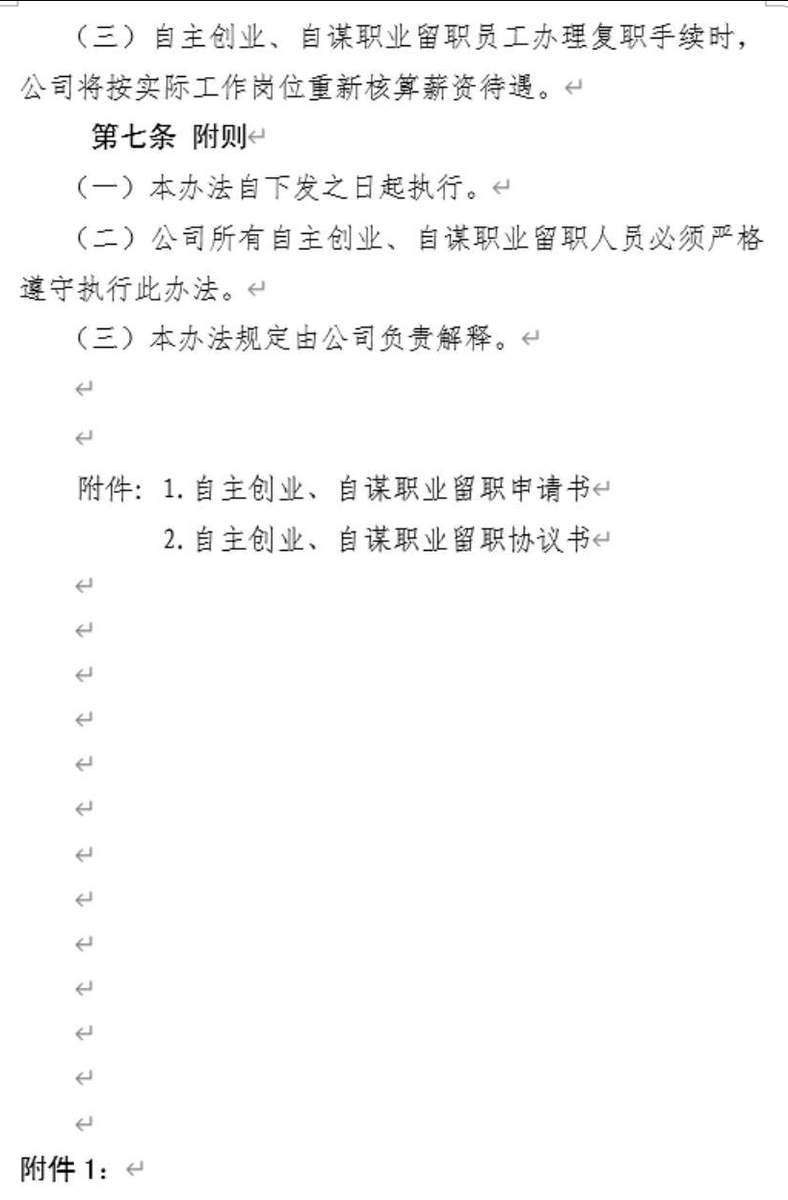 （三）自主创业、自谋职业留职员工办理复职手续时，
公司将按实际工作岗位重新核算薪资待遇。
第七条 附则
（一）本办法自下发之日起执行。
（二）公司所有自主创业、自谋职业留职人员必须严格
遵守执行此办法。
（三）本办法规定由公司负责解释。
附件：1.自主创业、自谋职业留职申请书
2.自主创业、自谋职业留职协议书
附件1：